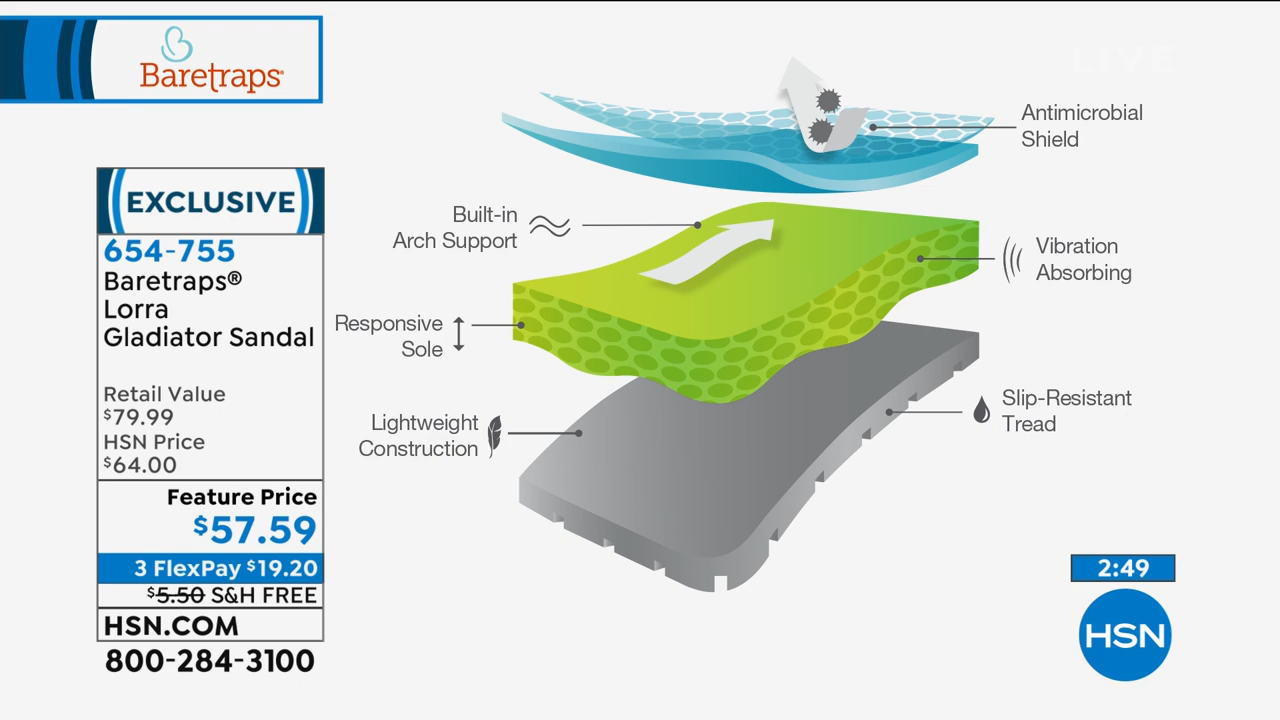 LIVE
Baretraps®
EXCLUSIVE
654-755
Baretraps®
Lorra
Gladiator Sandal
Retail Value
$79.99
HSN Price
$64.00
Feature Price
$57.59
3 FlexPay $19.20
$5.50 S&H FREE
HSN.COM
800-284-3100
Antimicrobial
Shield
Built-in
Arch Support
Vibration
Absorbing
Responsive
Sole
Lightweight
Construction
Slip-Resistant
Tread
2:49
HSN